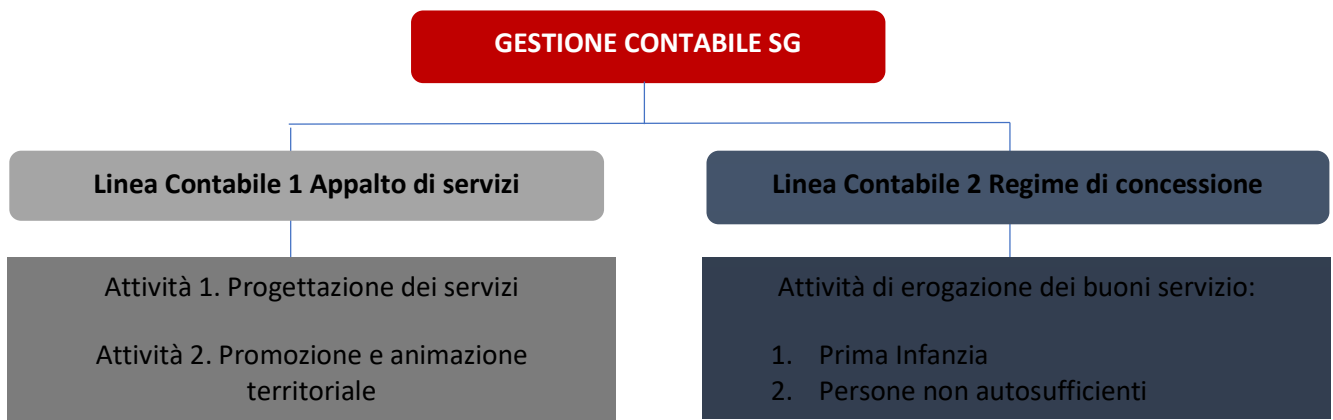 GESTIONE CONTABILE SG
Linea Contabile 1 Appalto di servizi
Linea Contabile 2 Regime di concessione
Attività 1. Progettazione dei servizi
Attività 2. Promozione e animazione
territoriale
Attività di erogazione dei buoni servizio:
1. Prima Infanzia
2. Persone non autosufficienti